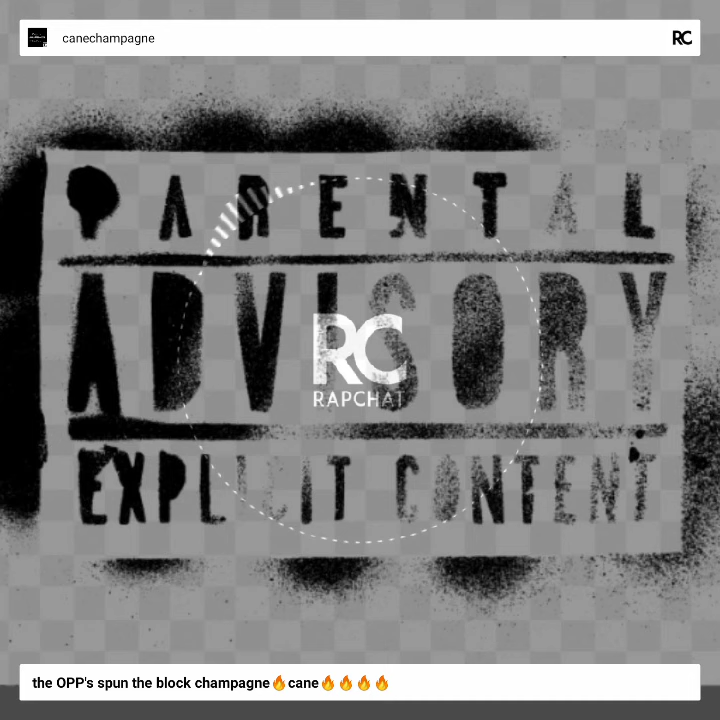 canechampagne
RC
PARENTAL
ADVISORY
RC
RAPCHAT
EXPLICIT CONTENT
the OPP's spun the block champagne🔥cane🔥🔥🔥🔥